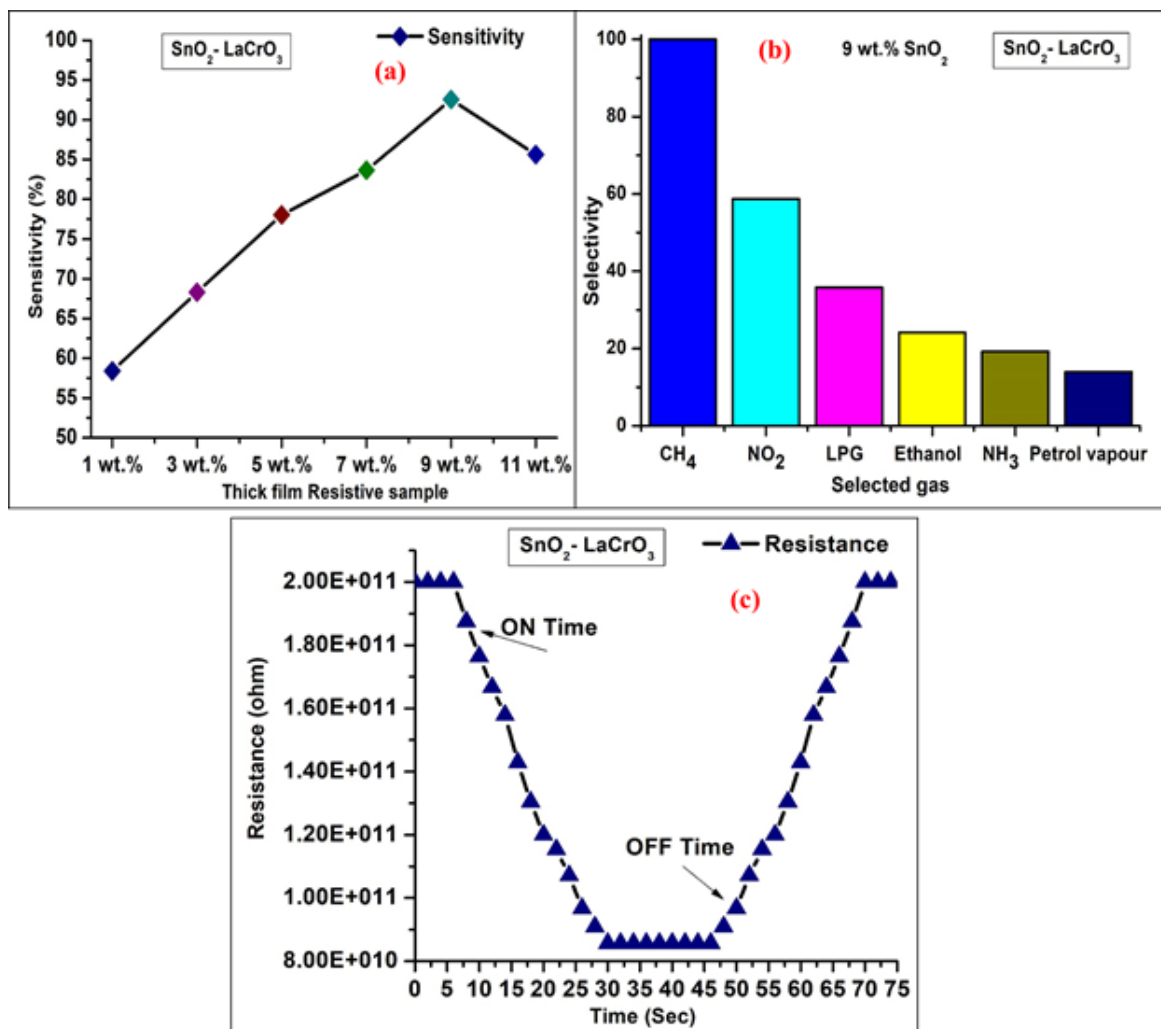 SnO₂- LaCrO₃
Sensitivity
(a)
Sensitivity (%)
100
95
90
85
80
75
70
65
60
55
50
1 wt.% 3 wt.% 5 wt.% 7 wt.% 9 wt.% 11 wt.%
Thick film Resistive sample
(b)
9 wt.% SnO₂
SnO₂- LaCrO₃
Selectivity
100
80
60
40
20
0
CH₄ NO₂ LPG Ethanol NH₃ Petrol vapour
Selected gas
SnO₂- LaCrO₃
Resistance
(c)
ON Time
OFF Time
Resistance (ohm)
2.00E+011
1.80E+011
1.60E+011
1.40E+011
1.20E+011
1.00E+011
8.00E+010
0 5 10 15 20 25 30 35 40 45 50 55 60 65 70 75
Time (Sec)